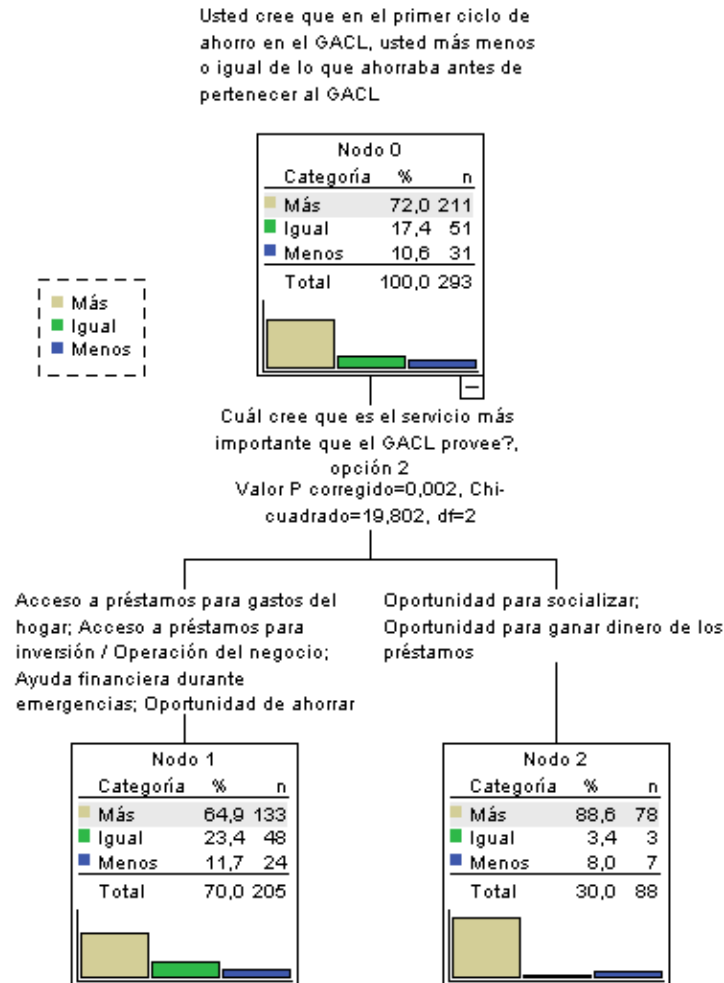 Usted cree que en el primer ciclo de
ahorro en el GACL, usted más menos
o igual de lo que ahorraba antes de
pertenecer al GACL
Nodo 0
Categoría % n
Más 72,0 211
Igual 17,4 51
Menos 10,6 31
Total 100,0 293
Más
Igual
Menos
Cuál cree que es el servicio más
importante que el GACL provee?,
opción 2
Valor P corregido=0,002, Chi-
cuadrado=19,802, df=2
Acceso a préstamos para gastos del
hogar; Acceso a préstamos para
inversión / Operación del negocio;
Ayuda financiera durante
emergencias; Oportunidad de ahorrar
Oportunidad para socializar;
Oportunidad para ganar dinero de los
préstamos
Nodo 1
Categoría % n
Más 64,9 133
Igual 23,4 48
Menos 11,7 24
Total 70,0 205
Nodo 2
Categoría % n
Más 88,6 78
Igual 3,4 3
Menos 8,0 7
Total 30,0 88